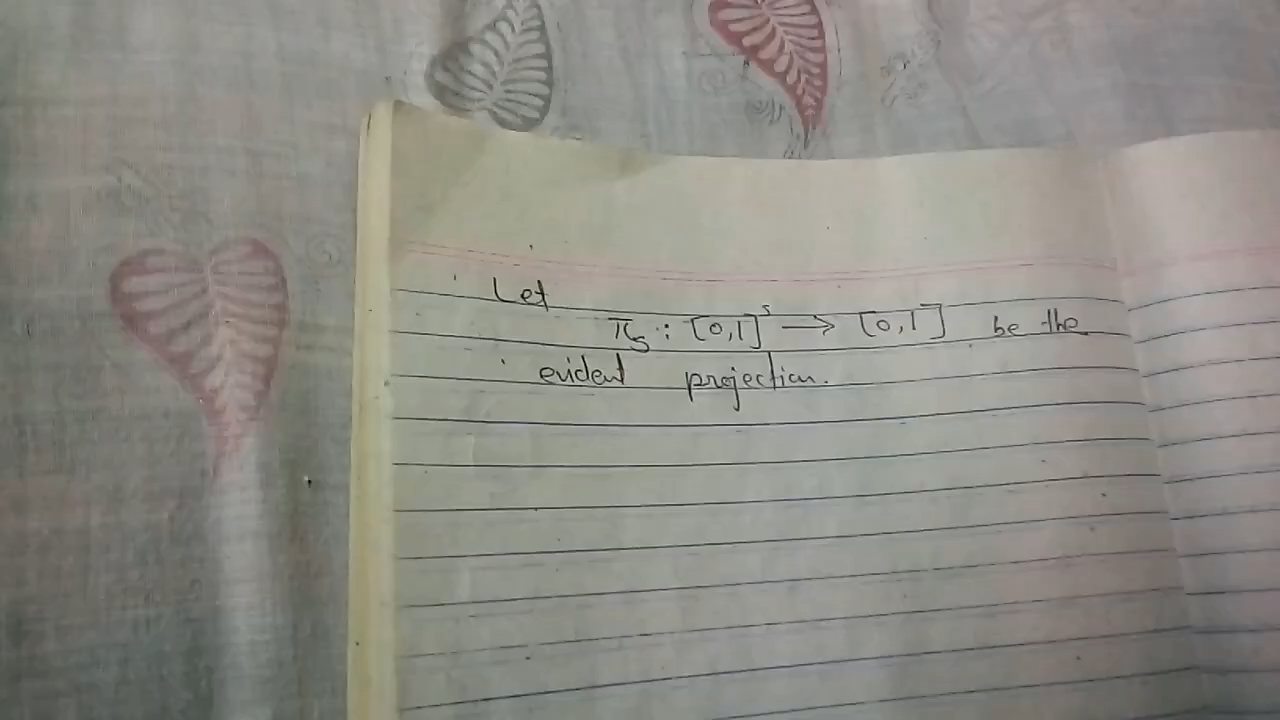 Let
π_s : [0,1]^s → [0,1] be the
evident projection.